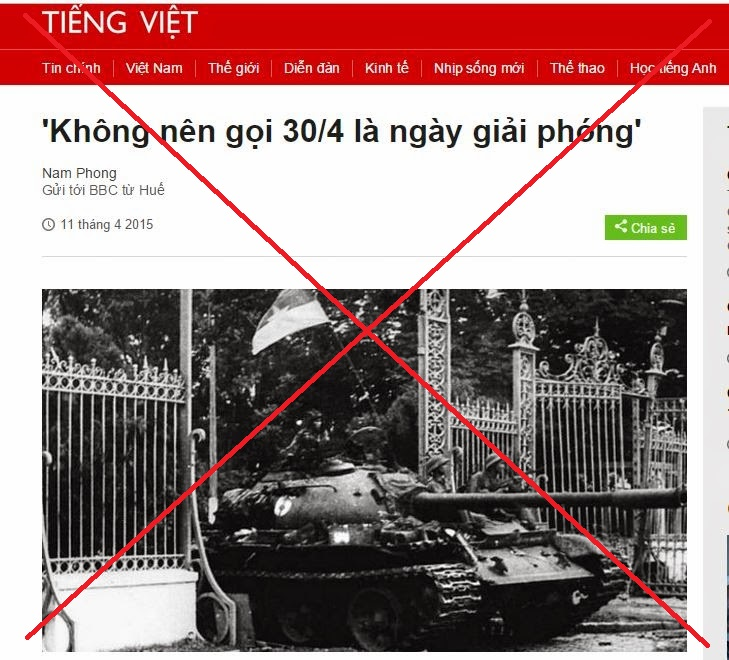 TIẾNG VIỆT
Tin chính Việt Nam Thế giới Diễn đàn Kinh tế Nhịp sống mới Thể thao Học tiếng Anh
'Không nên gọi 30/4 là ngày giải phóng'
Nam Phong
Gửi tới BBC từ Huế
11 tháng 4 2015
Chia sẻ